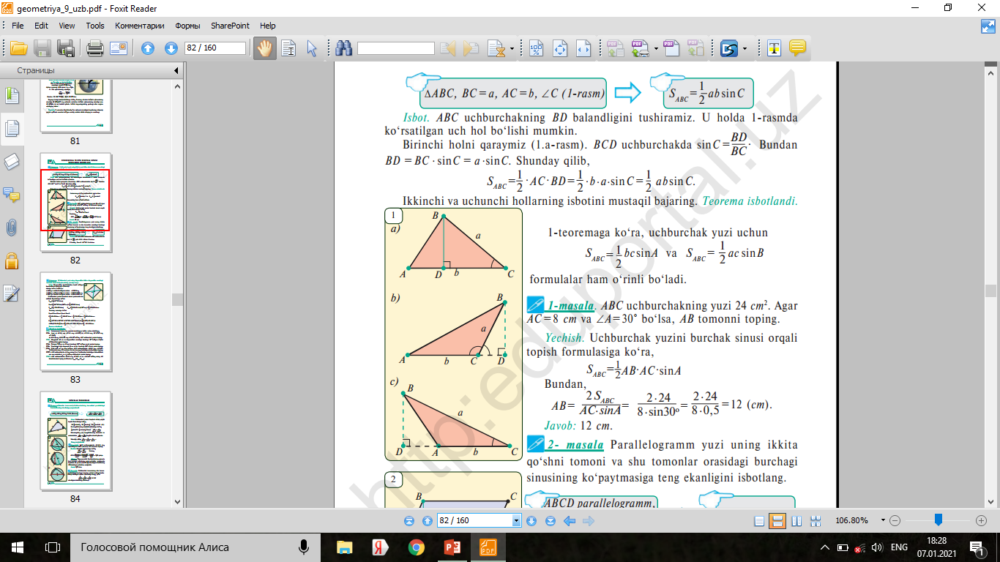 geometriya_9_uzb.pdf - Foxit Reader
File Edit View Tools Комментарии Формы SharePoint Help
82 / 160
Страницы
81
82
83
84
ΔABC, BC=a, AC=b, ∠C (1-rasm)
S_ABC=1/2 ab sin C
Isbot. ABC uchburchakning BD balandligini tushiramiz. U holda 1-rasmda
ko‘rsatilgan uch hol bo‘lishi mumkin.
Birinchi holni qaraymiz (1.a-rasm). BCD uchburchakda sin C=BD/BC. Bundan
BD = BC · sin C = a · sin C. Shunday qilib,
S_ABC=1/2 · AC · BD=1/2 · b · a · sin C=1/2 ab sin C.
Ikkinchi va uchunchi hollarning isbotini mustaqil bajaring. Teorema isbotlandi.
1
a)
B
a
A
D
b
C
b)
B
a
A
b
C
D
c)
B
a
D
A
b
C
1-teoremaga ko‘ra, uchburchak yuzi uchun
S_ABC=1/2 bc sin A va S_ABC= 1/2 ac sin B
formulalar ham o‘rinli bo‘ladi.
1-masala. ABC uchburchakning yuzi 24 cm². Agar
AC=8 cm va ∠A=30° bo‘lsa, AB tomonni toping.
Yechish. Uchburchak yuzini burchak sinusi orqali
topish formulasiga ko‘ra,
S_ABC=1/2 AB·AC·sin A
Bundan,
AB= 2 S_ABC/AC·sinA= 2·24/8·sin30º = 2·24/8·0,5 =12 (cm).
Javob: 12 cm.
2- masala Parallelogramm yuzi uning ikkita
qo‘shni tomoni va shu tomonlar orasidagi burchagi
sinusining ko‘paytmasiga teng ekanligini isbotlang.
2
B
C
ABCD parallelogramm,
http.eduportal.uz
82 / 160
106.80%
Голосовой помощник Алиса
ENG
18:28
07.01.2021
1